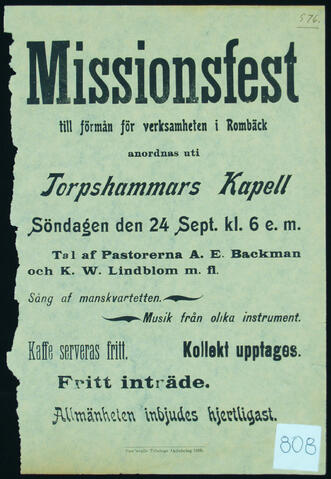 576.
Missionsfest
till förmån för verksamheten i Rombäck
anordnas uti
Torpshammars Kapell
Söndagen den 24 Sept. kl. 6 e. m.
Tal af Pastorerna A. E. Backman
och K. W. Lindblom m. fl.
Sång af manskvartetten.
Musik från olika instrument.
Kaffe serveras fritt,
Kollekt upptages.
Fritt inträde.
Allmänheten inbjudes hjertligast.
808